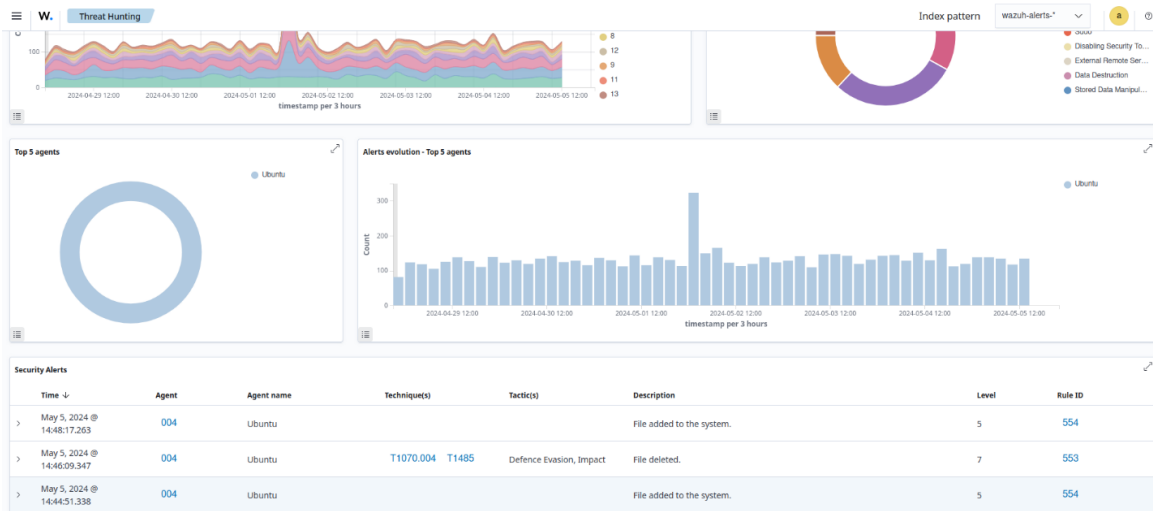 W.
Threat Hunting
Index pattern
wazuh-alerts-*
a
100
0
2024-04-29 12:00
2024-04-30 12:00
2024-05-01 12:00
2024-05-02 12:00
2024-05-03 12:00
2024-05-04 12:00
2024-05-05 12:00
timestamp per 3 hours
8
12
9
11
13
Disabling Security To...
External Remote Ser...
Data Destruction
Stored Data Manipul...
Top 5 agents
Ubuntu
Alerts evolution - Top 5 agents
Count
300
200
100
0
2024-04-29 12:00
2024-04-30 12:00
2024-05-01 12:00
2024-05-02 12:00
2024-05-03 12:00
2024-05-04 12:00
2024-05-05 12:00
timestamp per 3 hours
Ubuntu
Security Alerts
Time Agent Agent name Technique(s) Tactic(s) Description Level Rule ID
May 5, 2024 @
14:48:17.263 004 Ubuntu File added to the system. 5 554
May 5, 2024 @
14:46:09.347 004 Ubuntu T1070.004 T1485 Defence Evasion, Impact File deleted. 7 553
May 5, 2024 @
14:44:51.338 004 Ubuntu File added to the system. 5 554